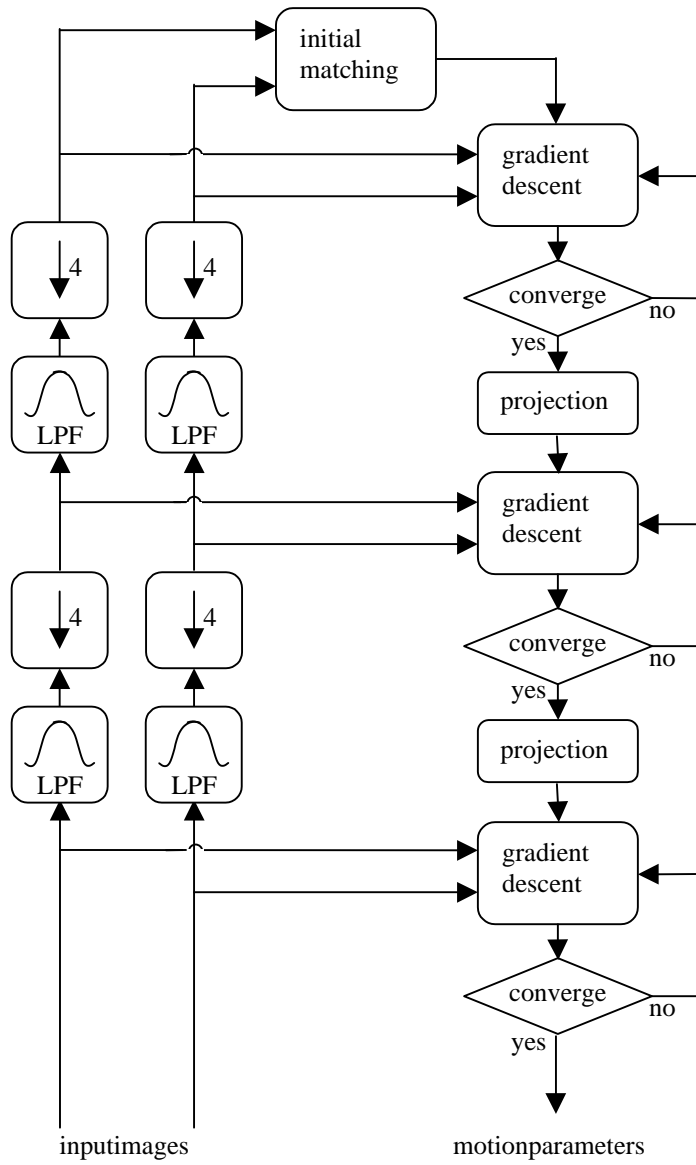 initial
matching
gradient
descent
4
4
converge
no
yes
LPF
LPF
projection
gradient
descent
4
4
converge
no
yes
LPF
LPF
projection
gradient
descent
converge
no
yes
inputimages
motionparameters